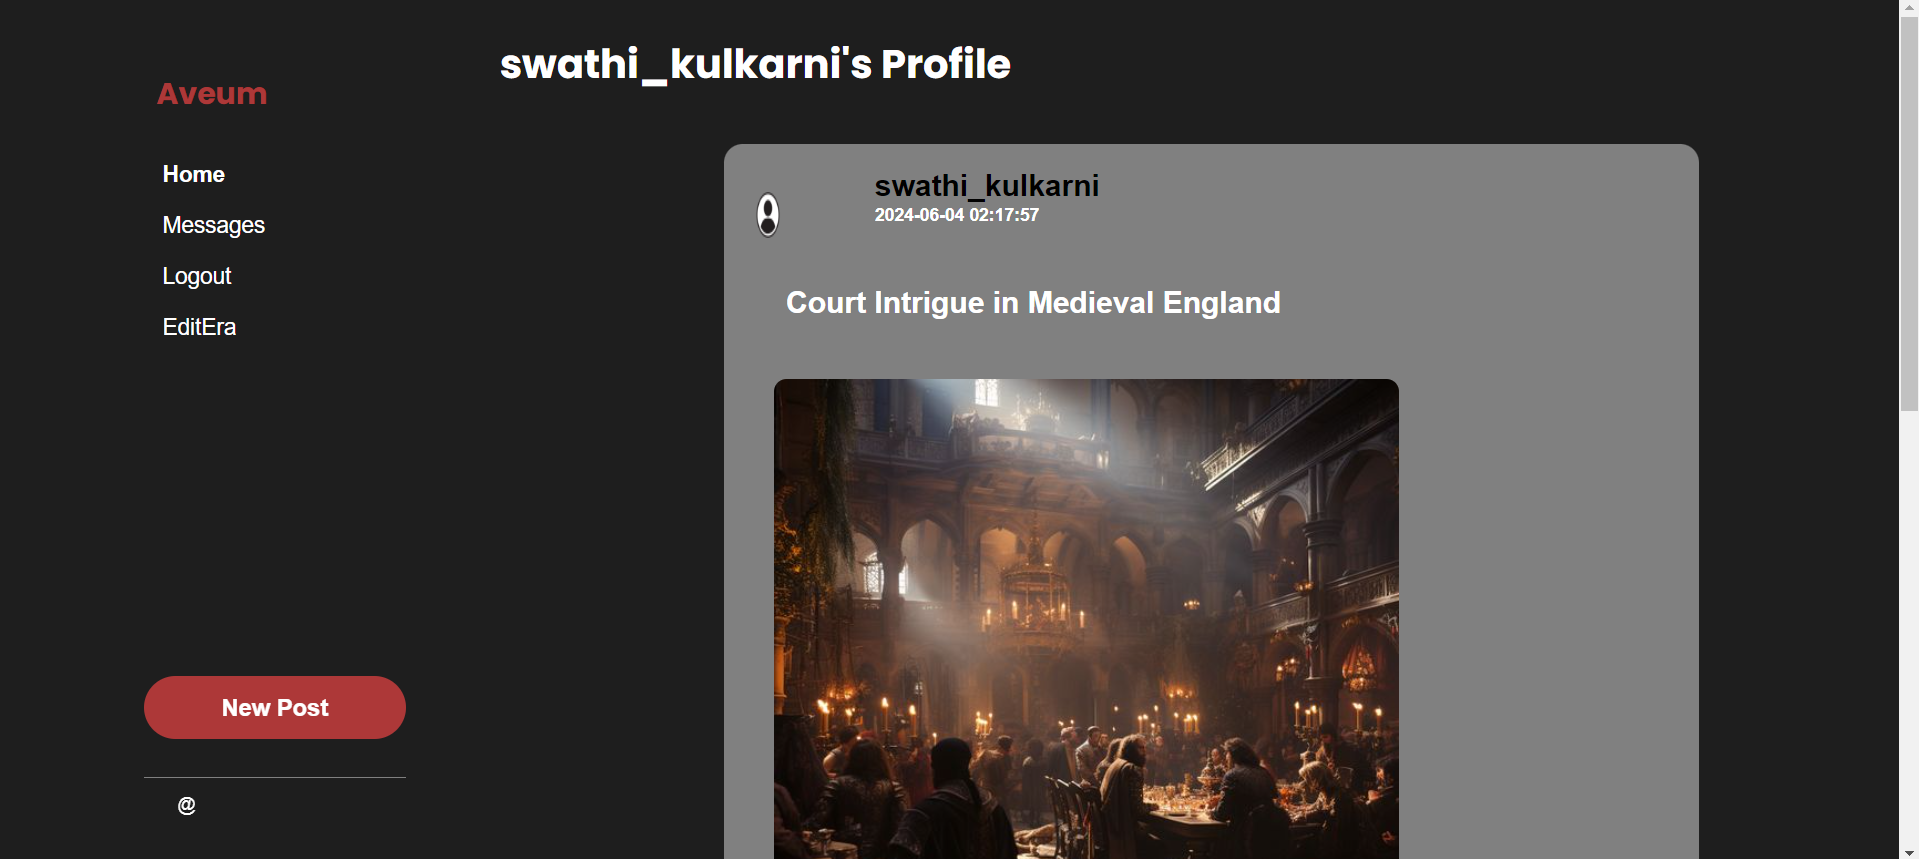 Aveum
Home
Messages
Logout
EditEra
New Post
@
swathi_kulkarni's Profile
swathi_kulkarni
2024-06-04 02:17:57
Court Intrigue in Medieval England